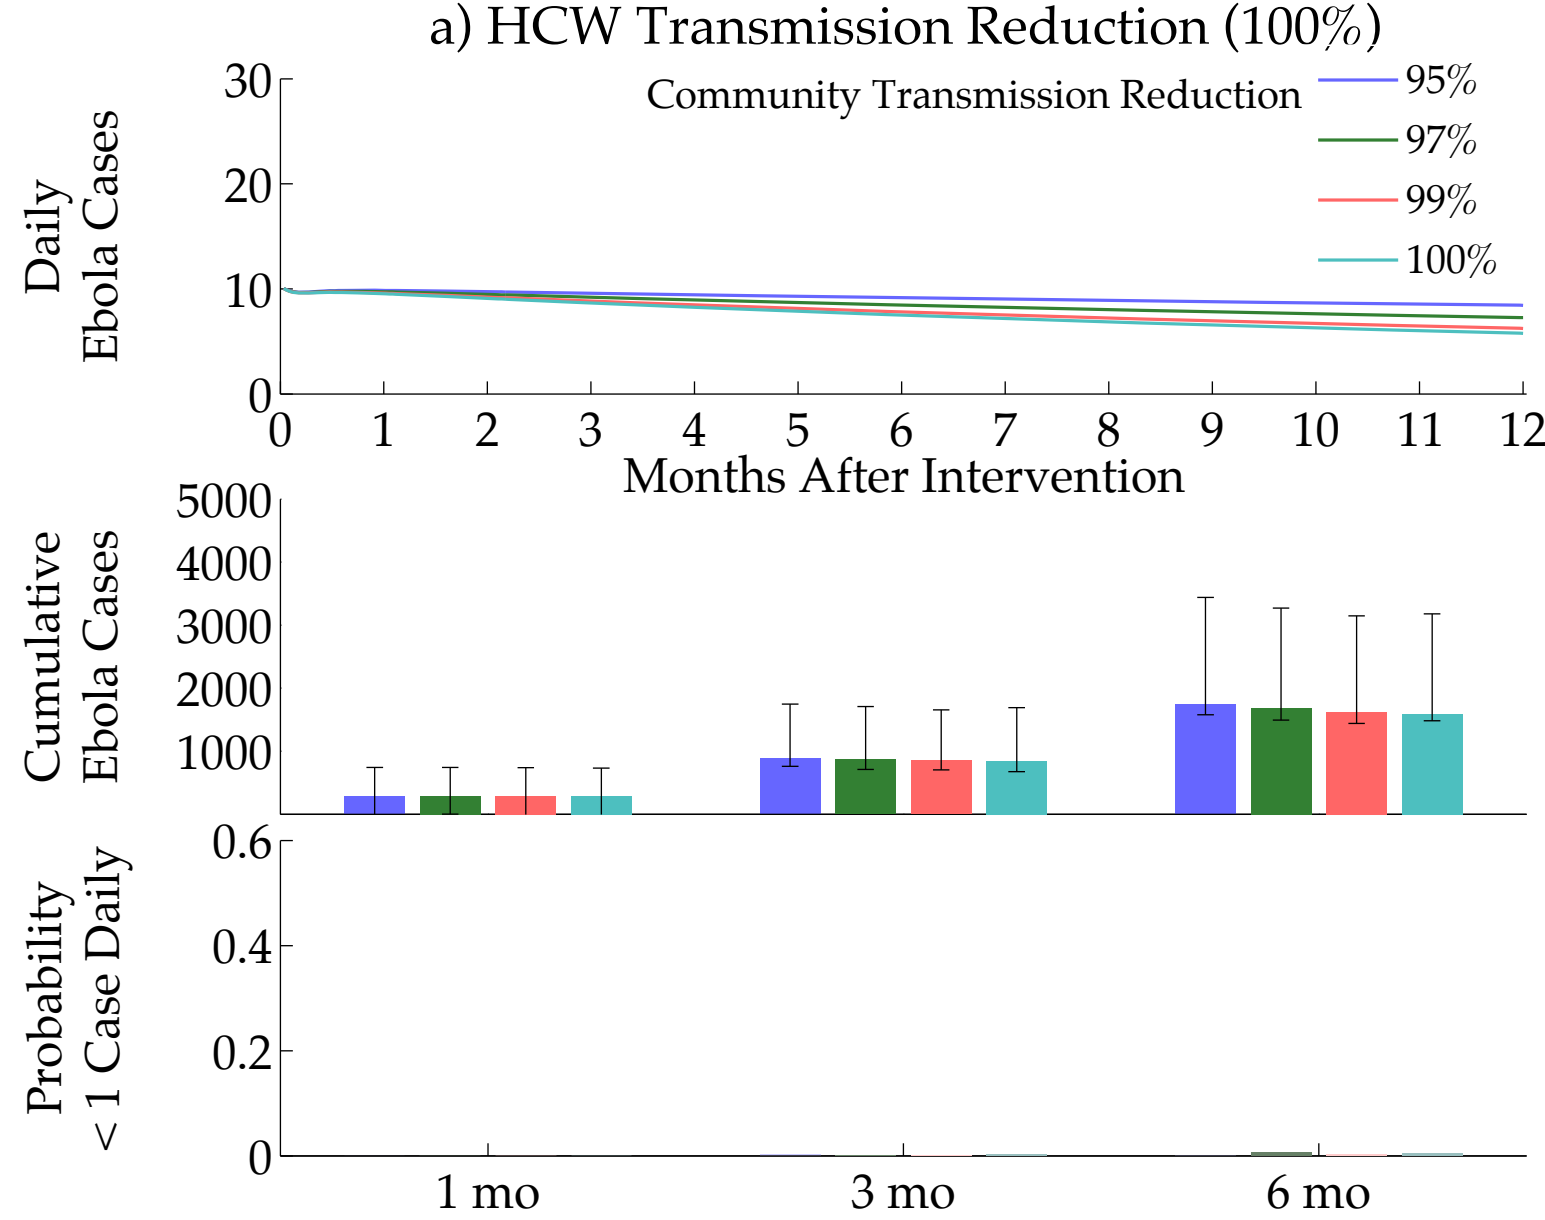 a) HCW Transmission Reduction (100%)
Community Transmission Reduction
95%
97%
99%
100%
Daily
Ebola Cases
30
20
10
0
0 1 2 3 4 5 6 7 8 9 10 11 12
Months After Intervention
Cumulative
Ebola Cases
5000
4000
3000
2000
1000
Probability
< 1 Case Daily
0.6
0.4
0.2
0
1 mo 3 mo 6 mo